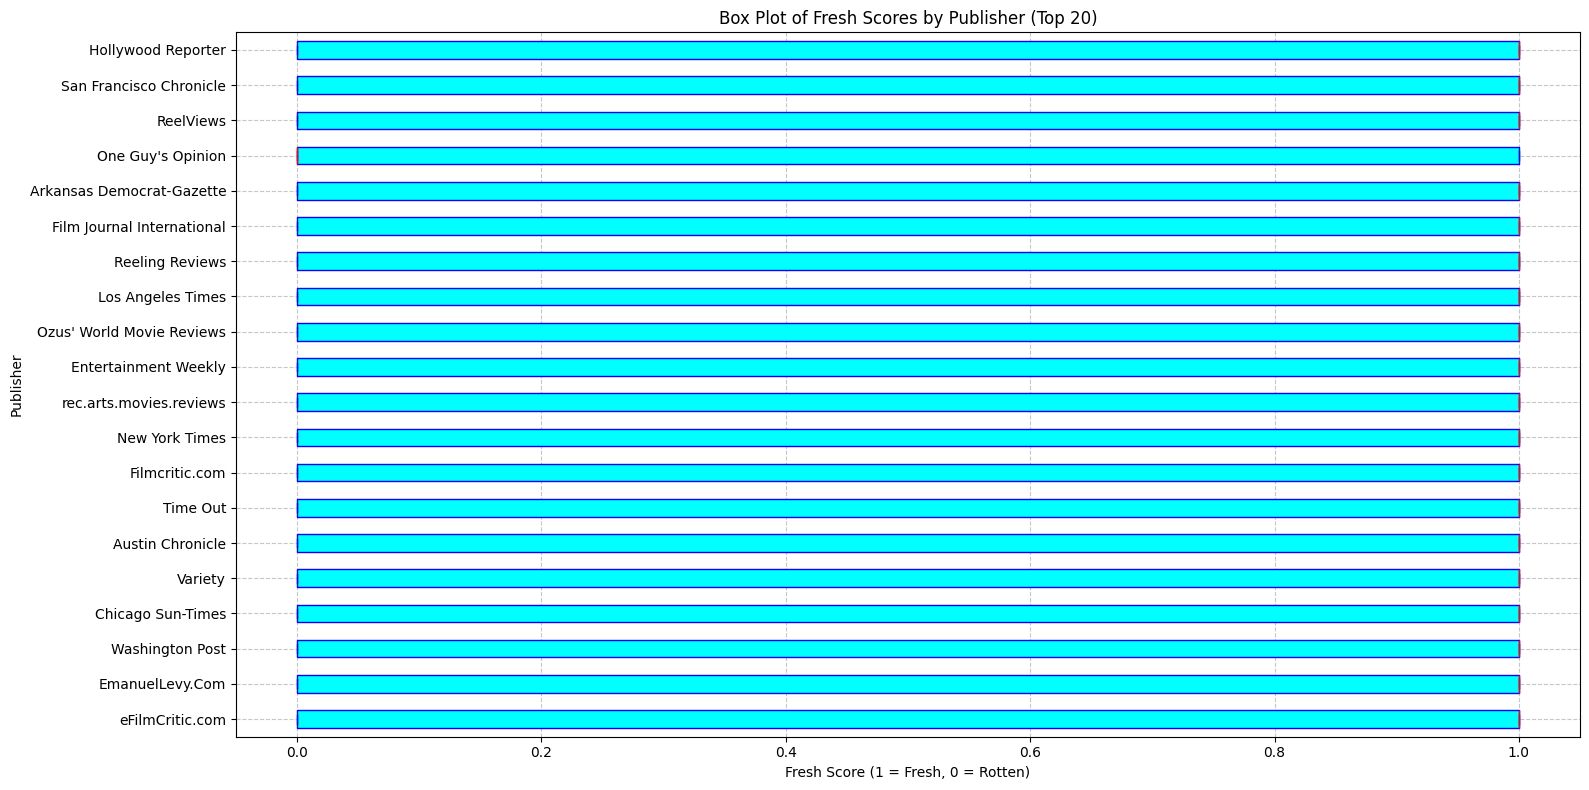 Box Plot of Fresh Scores by Publisher (Top 20)
Hollywood Reporter
San Francisco Chronicle
ReelViews
One Guy's Opinion
Arkansas Democrat-Gazette
Film Journal International
Reeling Reviews
Los Angeles Times
Ozus' World Movie Reviews
Entertainment Weekly
rec.arts.movies.reviews
New York Times
Filmcritic.com
Time Out
Austin Chronicle
Variety
Chicago Sun-Times
Washington Post
EmanuelLevy.Com
eFilmCritic.com
Publisher
0.0 0.2 0.4 0.6 0.8 1.0
Fresh Score (1 = Fresh, 0 = Rotten)